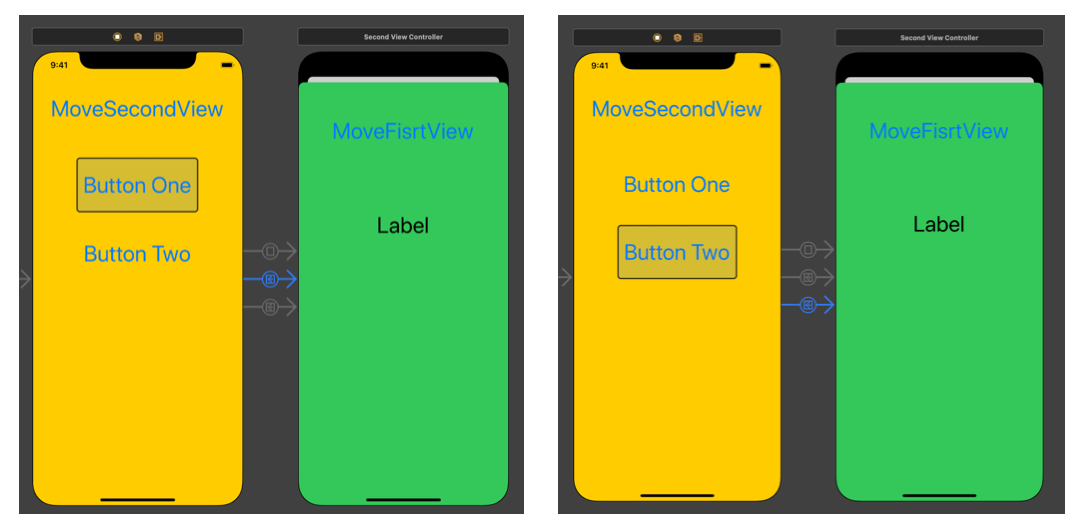 Second View Controller
9:41
MoveSecondView
MoveFisrtView
Button One
Label
Button Two
Second View Controller
9:41
MoveSecondView
MoveFisrtView
Button One
Label
Button Two